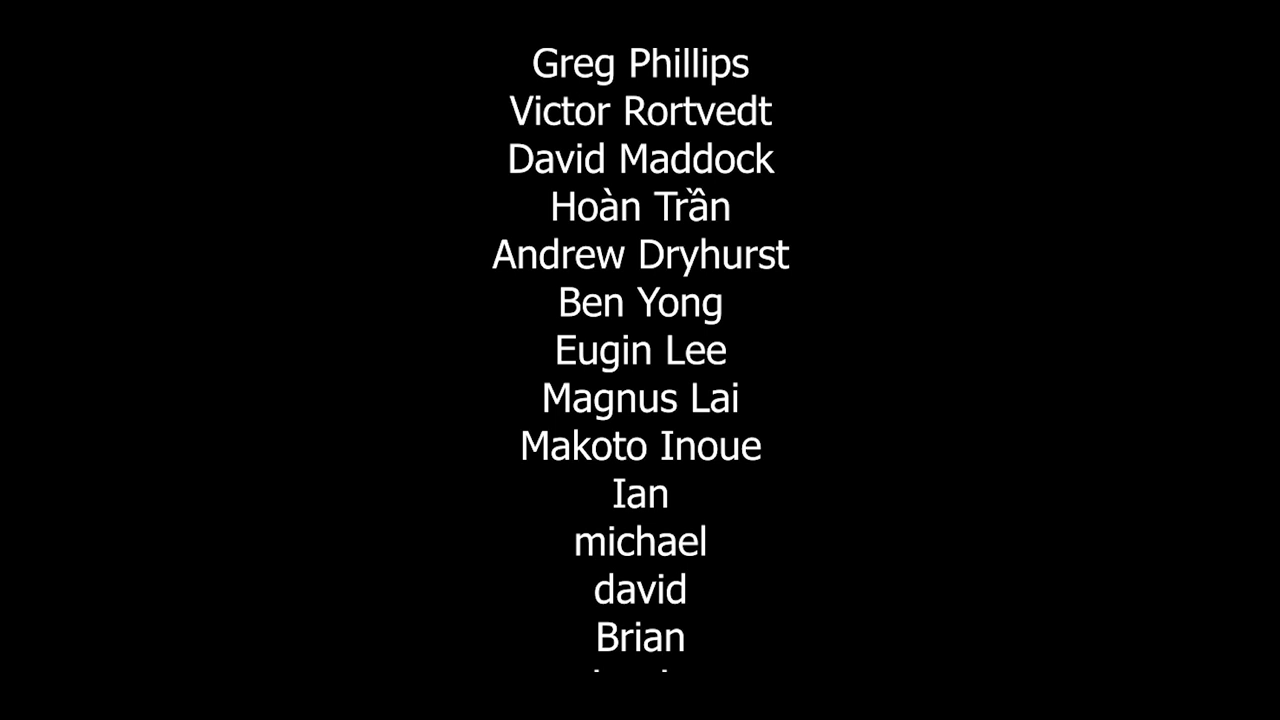 Greg Phillips
Victor Rortvedt
David Maddock
Hoàn Trần
Andrew Dryhurst
Ben Yong
Eugin Lee
Magnus Lai
Makoto Inoue
Ian
michael
david
Brian